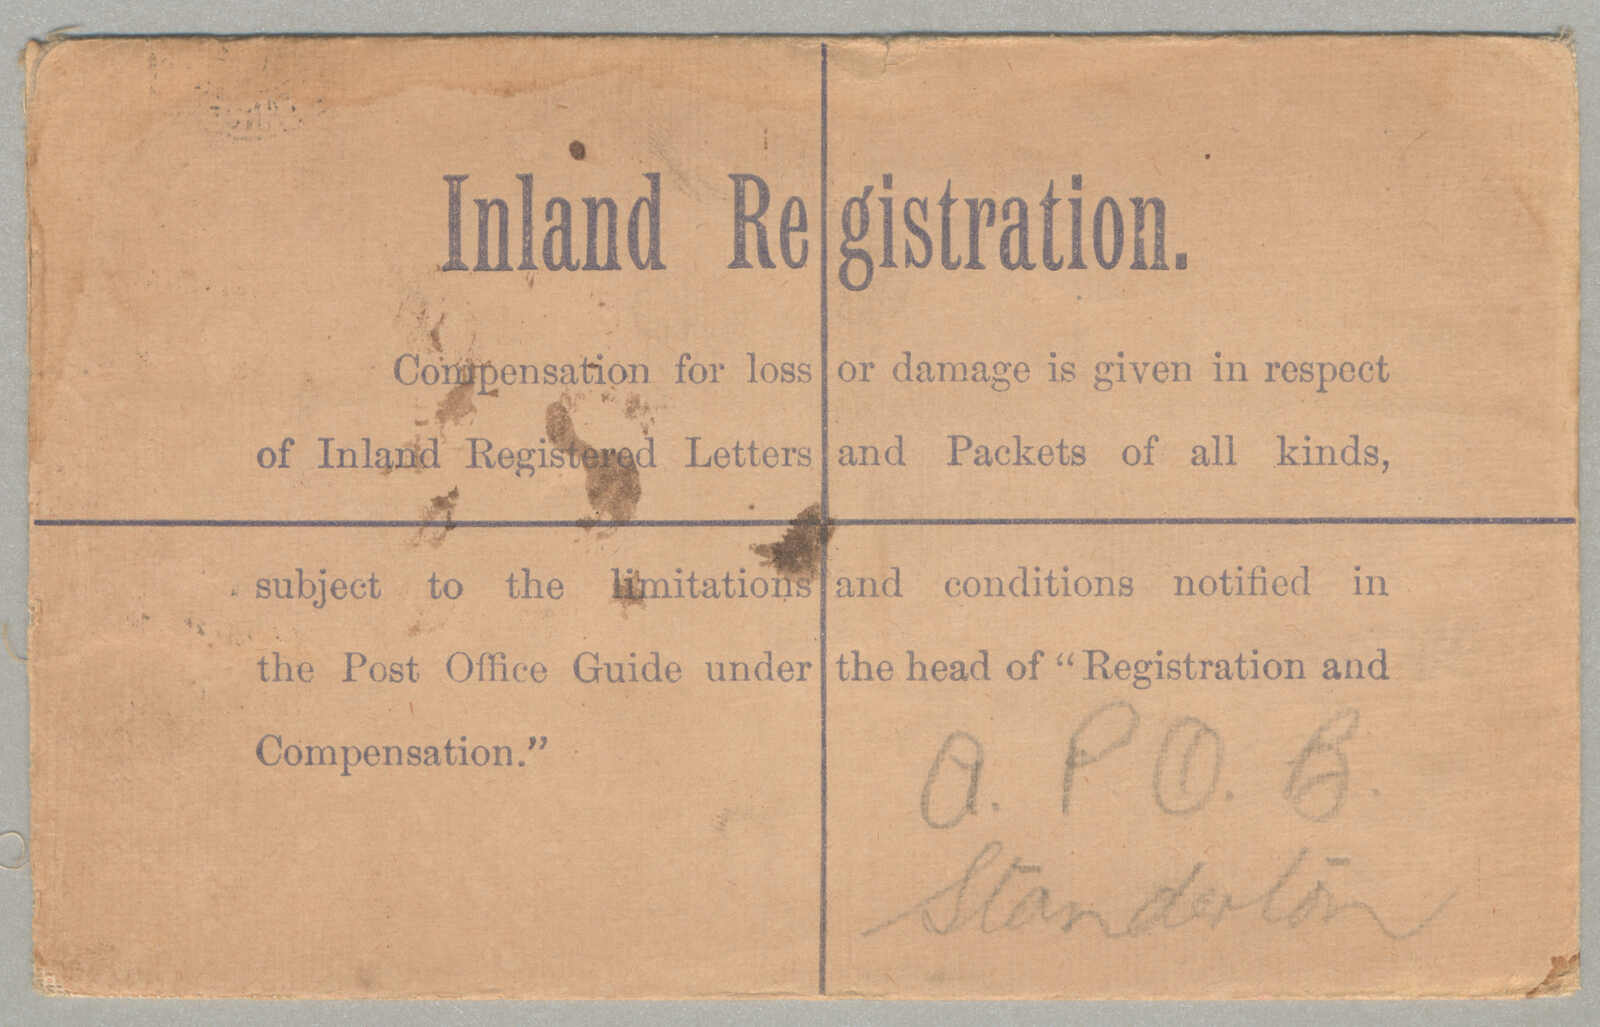 Inland Registration.
Compensation for loss or damage is given in respect
of Inland Registered Letters and Packets of all kinds,
subject to the limitations and conditions notified in
the Post Office Guide under the head of “Registration and
Compensation.”
A. P O. B.
Standerton